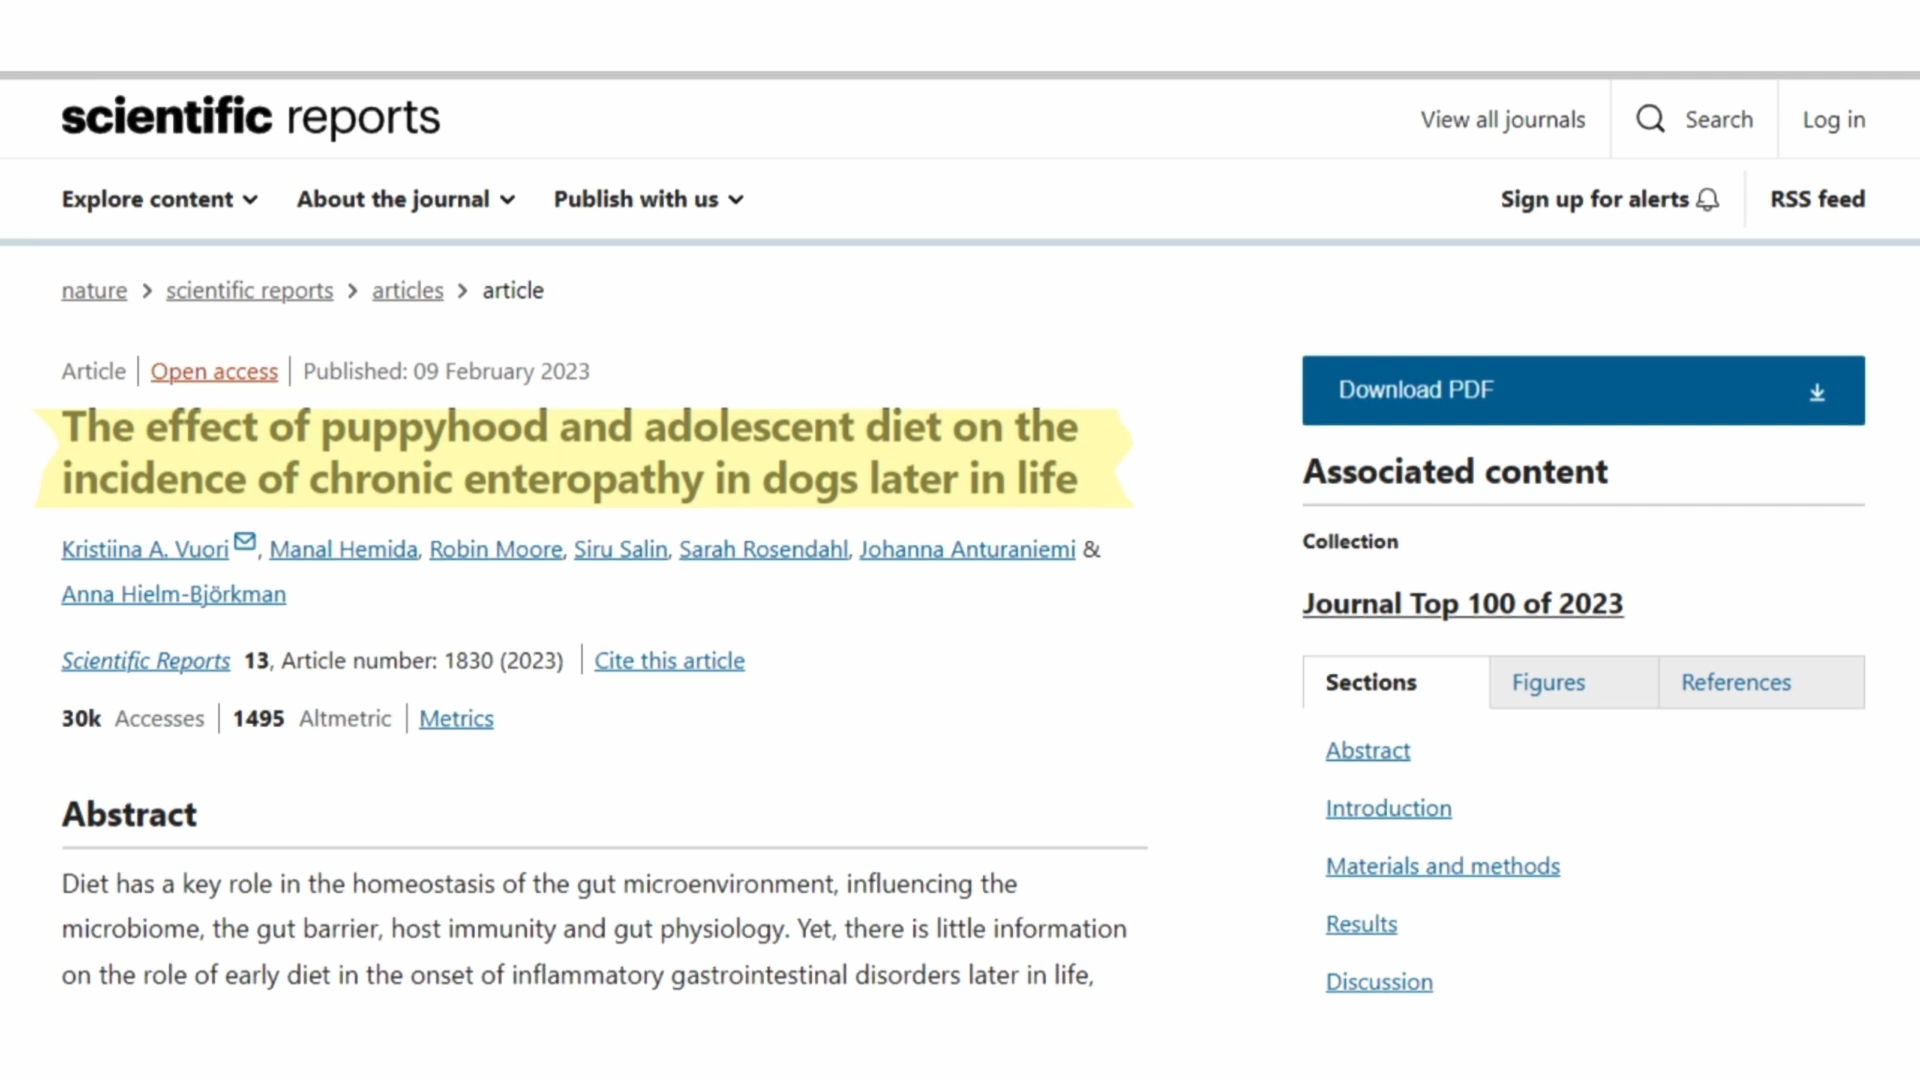 scientific reports
View all journals
Search
Log in
Explore content
About the journal
Publish with us
Sign up for alerts
RSS feed
nature > scientific reports > articles > article
Article | Open access | Published: 09 February 2023
The effect of puppyhood and adolescent diet on the
incidence of chronic enteropathy in dogs later in life
Kristiina A. Vuori, Manal Hemida, Robin Moore, Siru Salin, Sarah Rosendahl, Johanna Anturaniemi &
Anna Hielm-Björkman
Scientific Reports 13, Article number: 1830 (2023) | Cite this article
30k Accesses | 1495 Altmetric | Metrics
Abstract
Diet has a key role in the homeostasis of the gut microenvironment, influencing the
microbiome, the gut barrier, host immunity and gut physiology. Yet, there is little information
on the role of early diet in the onset of inflammatory gastrointestinal disorders later in life,
Download PDF
Associated content
Collection
Journal Top 100 of 2023
Sections
Figures
References
Abstract
Introduction
Materials and methods
Results
Discussion